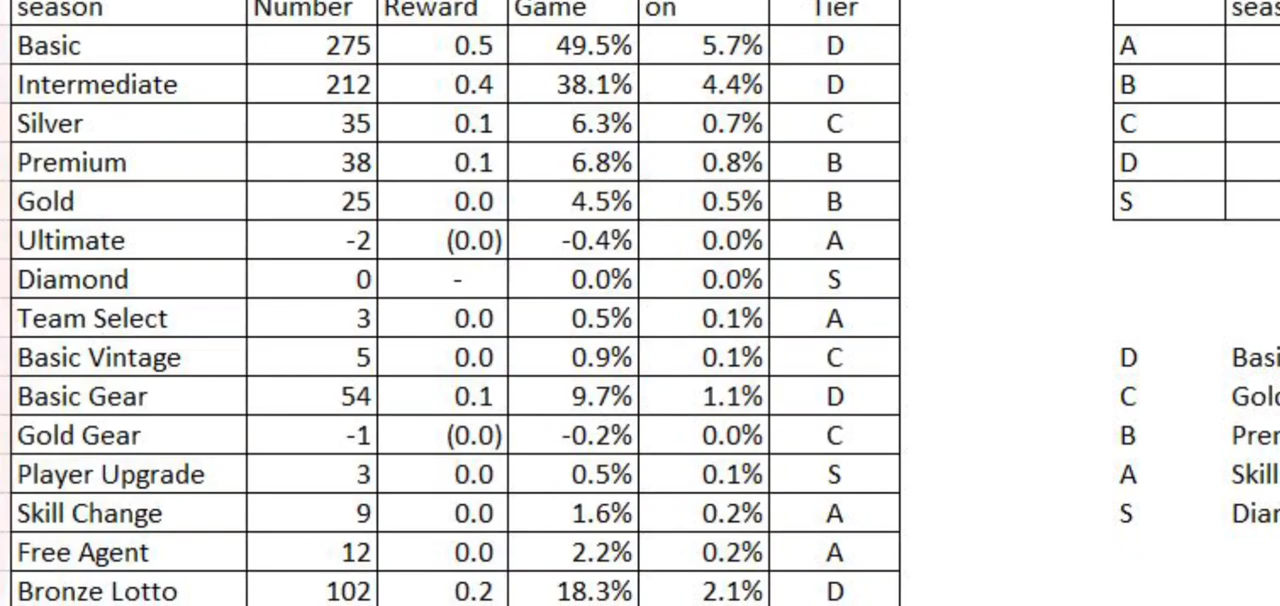 season Number Reward Game on Tier
Basic 275 0.5 49.5% 5.7% D A
Intermediate 212 0.4 38.1% 4.4% D B
Silver 35 0.1 6.3% 0.7% C C
Premium 38 0.1 6.8% 0.8% B D
Gold 25 0.0 4.5% 0.5% B S
Ultimate -2 (0.0) -0.4% 0.0% A
Diamond 0 - 0.0% 0.0% S
Team Select 3 0.0 0.5% 0.1% A
Basic Vintage 5 0.0 0.9% 0.1% C D
Basic Gear 54 0.1 9.7% 1.1% D C
Gold Gear -1 (0.0) -0.2% 0.0% C B
Player Upgrade 3 0.0 0.5% 0.1% S A Skill
Skill Change 9 0.0 1.6% 0.2% A S
Free Agent 12 0.0 2.2% 0.2% A
Bronze Lotto 102 0.2 18.3% 2.1% D